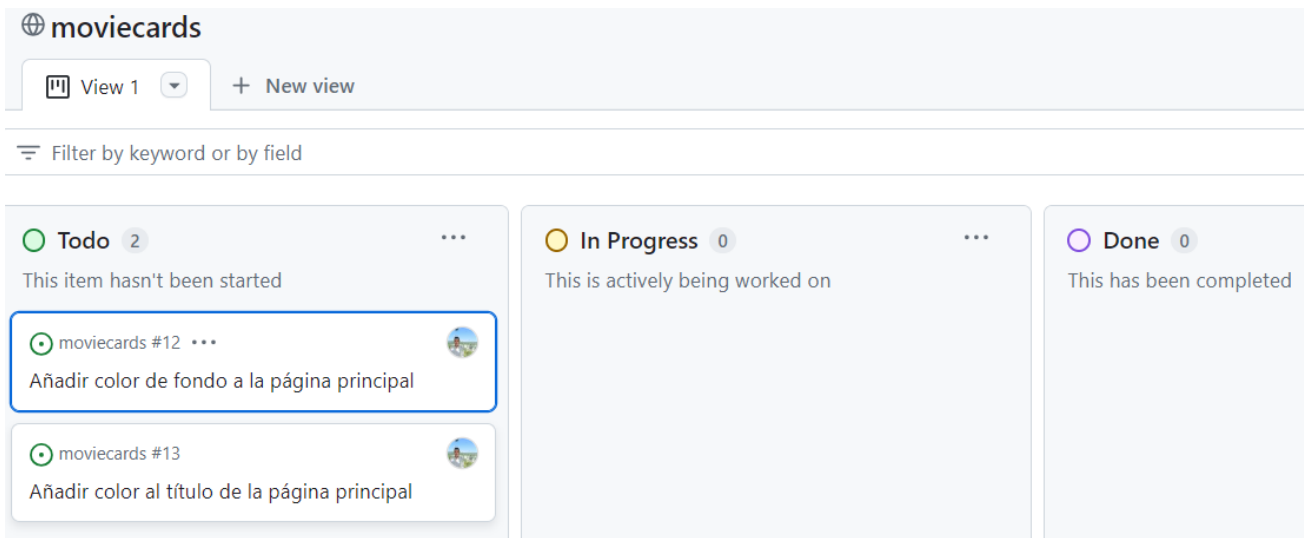 moviecards
View 1
New view
Filter by keyword or by field
Todo 2
This item hasn't been started
moviecards #12
Añadir color de fondo a la página principal
moviecards #13
Añadir color al título de la página principal
In Progress 0
This is actively being worked on
Done 0
This has been completed